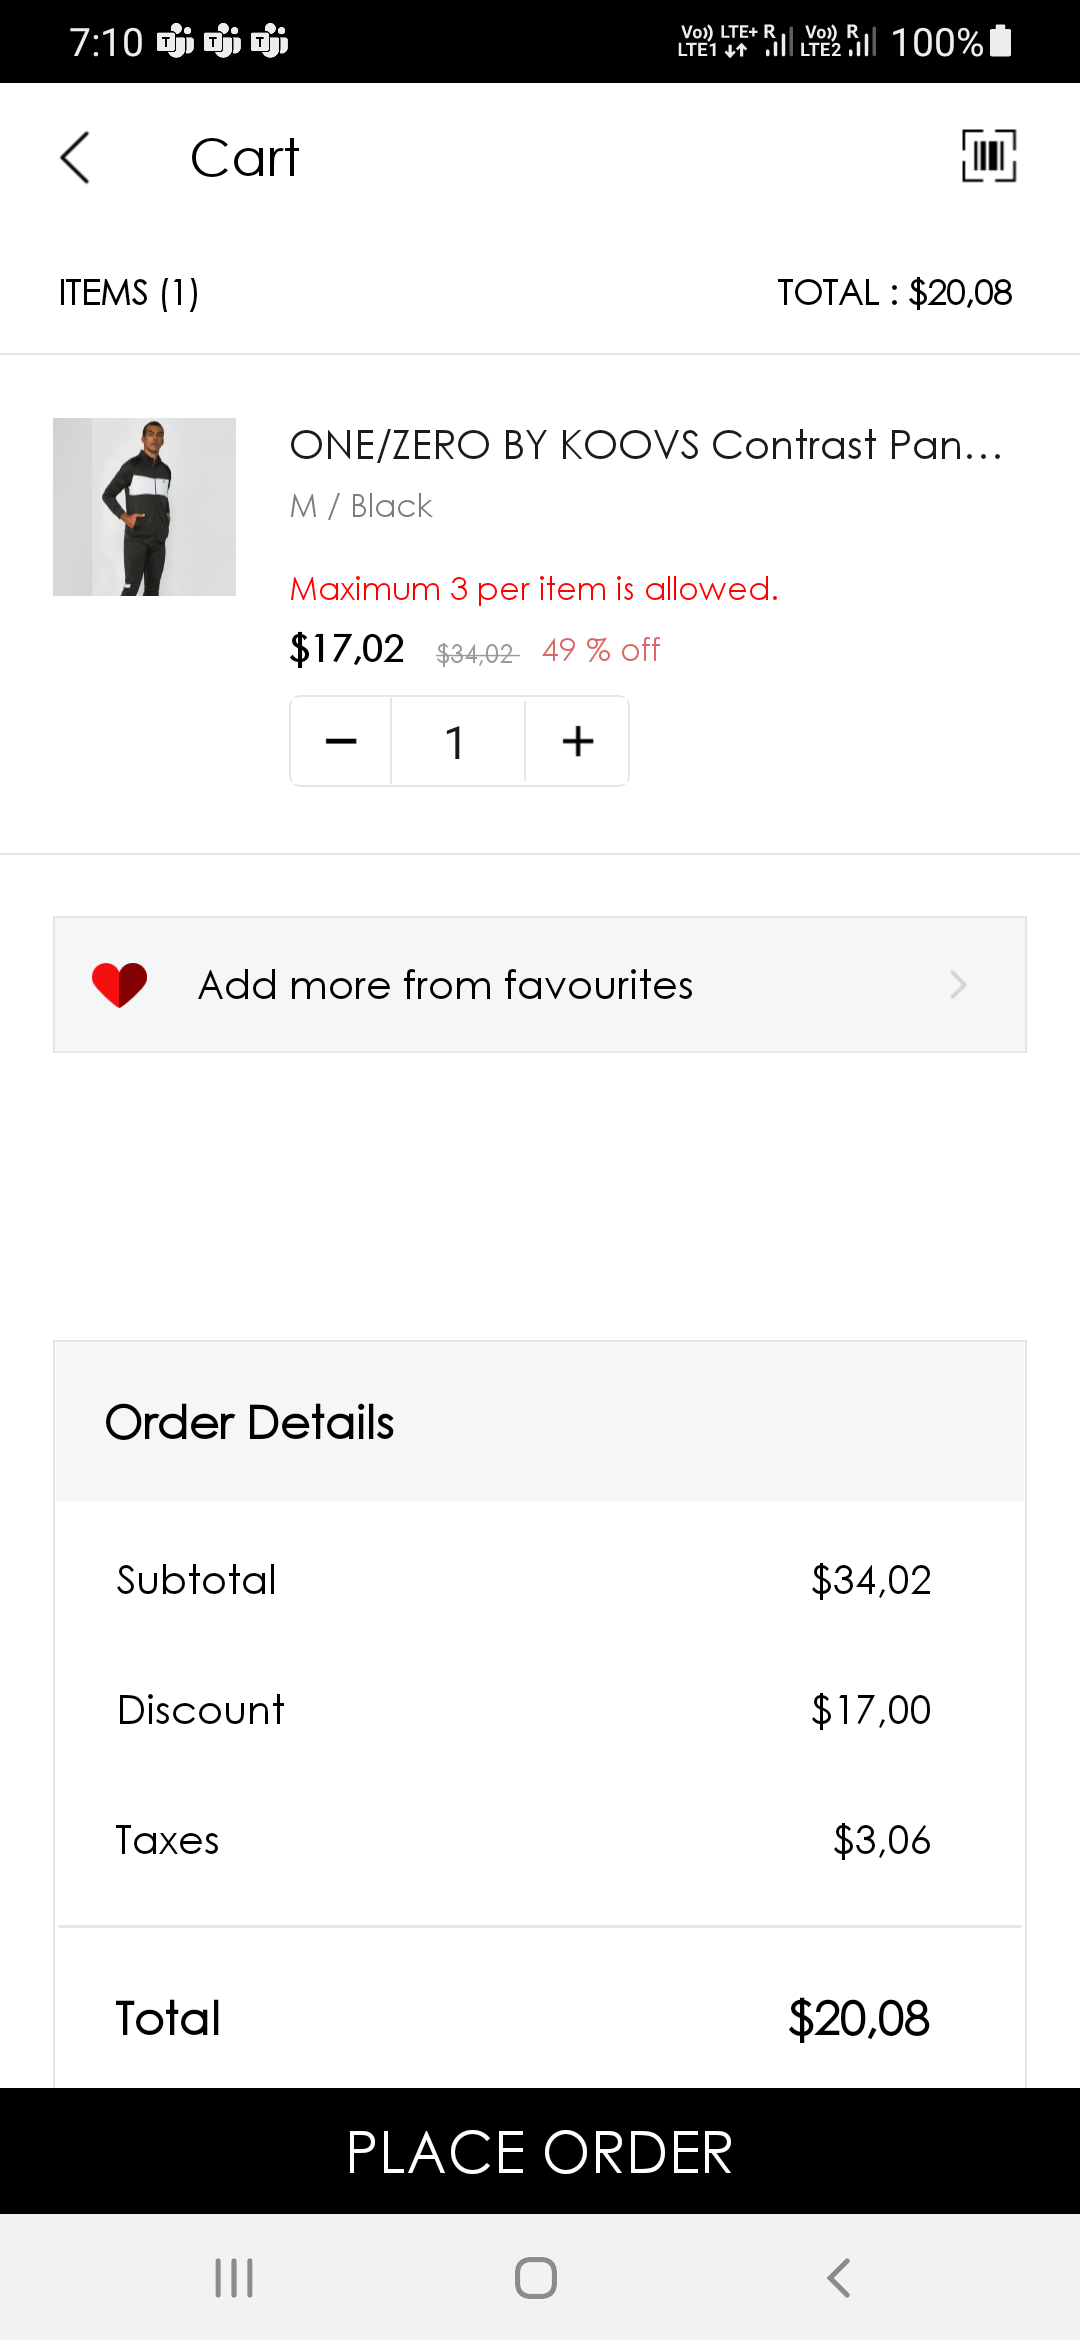 7:10 Vo)) LTE+ R Vo)) R 100%
LTE1 LTE2
Cart
ITEMS (1) TOTAL : $20,08
ONE/ZERO BY KOOVS Contrast Pan...
M / Black
Maximum 3 per item is allowed.
$17,02 $34,02 49 % off
1
Add more from favourites
Order Details
Subtotal $34,02
Discount $17,00
Taxes $3,06
Total $20,08
PLACE ORDER